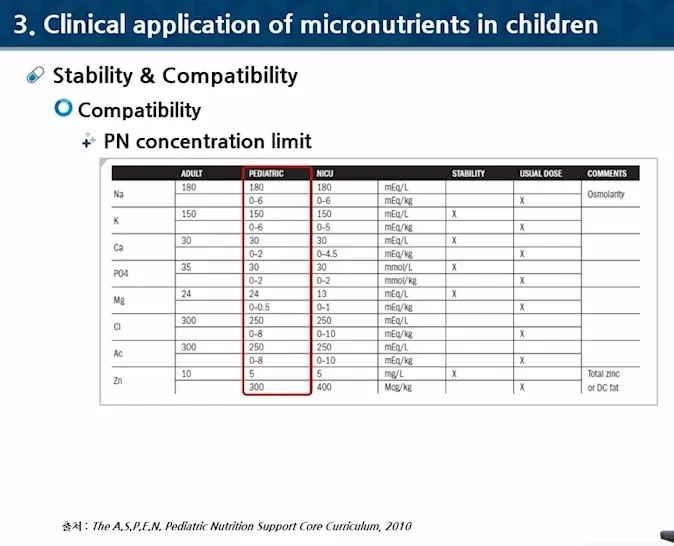 3. Clinical application of micronutrients in children
Stability & Compatibility
Compatibility
PN concentration limit
ADULT PEDIATRIC NICU STABILITY USUAL DOSE COMMENTS
Na 180 180 180 mEq/L Osmolarity
0-6 0-6 mEq/kg X
K 150 150 150 mEq/L X
0-6 0-5 mEq/kg X
Ca 30 30 30 mEq/L X
0-2 0-4.5 mEq/kg X
PO4 35 30 30 mmol/L X
0-2 0-2 mmol/kg X
Mg 24 24 13 mEq/L X
0-0.5 0-1 mEq/kg X
Cl 300 250 250 mEq/L
0-8 0-10 mEq/kg X
Ac 300 250 250 mEq/L
0-8 0-10 mEq/kg X
Zn 10 5 5 mg/L X Total zinc
300 400 Mcg/kg X or DC fat
출처 : The A.S.P.E.N. Pediatric Nutrition Support Core Curriculum, 2010